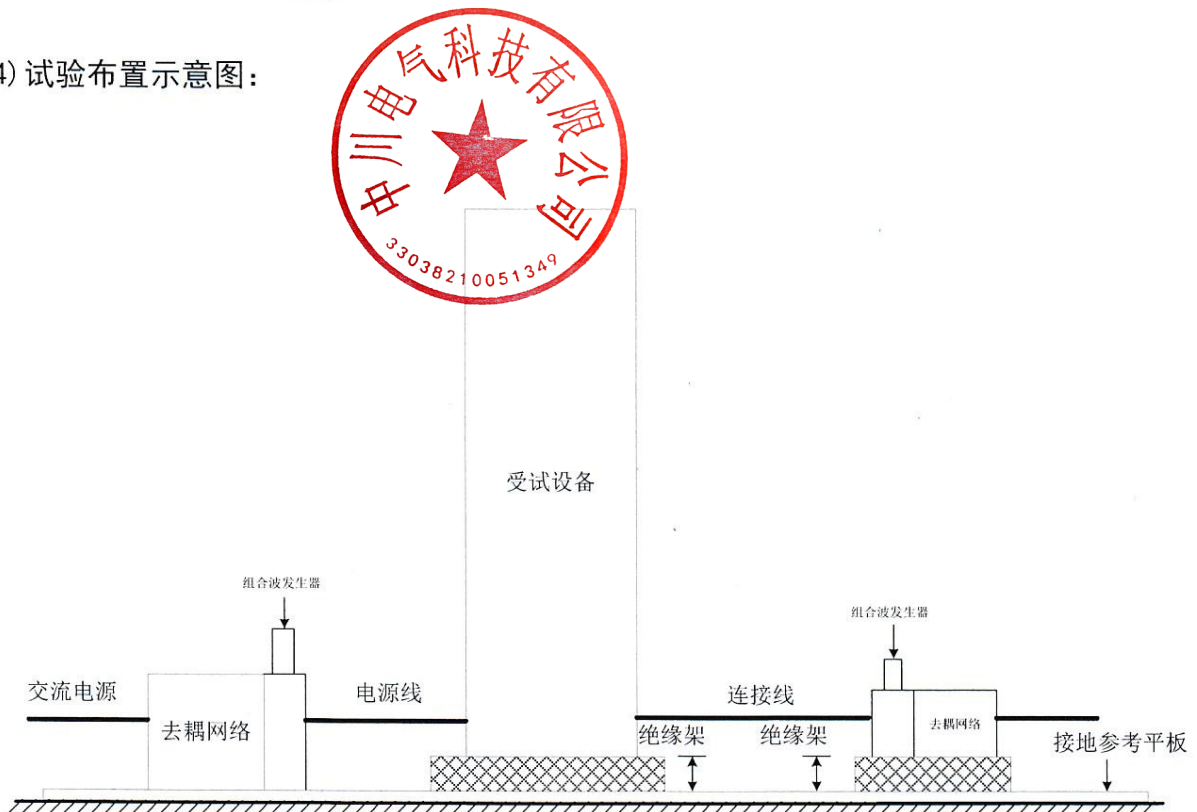 4) 试验布置示意图：
中川电气科技有限公司
33038210051349
受试设备
组合波发生器
组合波发生器
交流电源
电源线
连接线
去耦网络
去耦网络
绝缘架
绝缘架
接地参考平板